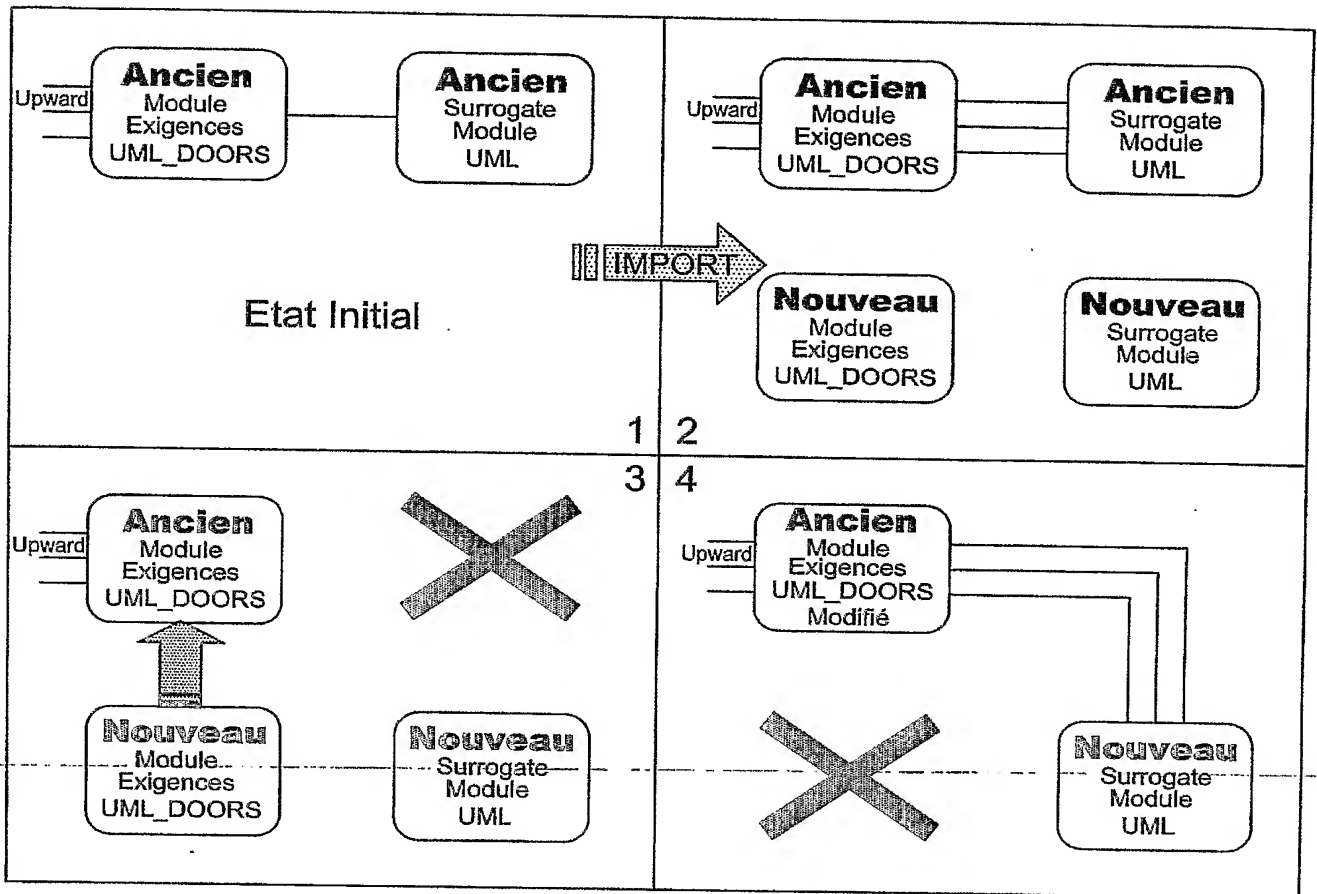 Upward
Ancien
Module
Exigences
UML_DOORS
Ancien
Surrogate
Module
UML
Etat Initial
1
Upward
Ancien
Module
Exigences
UML_DOORS
Ancien
Surrogate
Module
UML
IMPORT
Nouveau
Module
Exigences
UML_DOORS
Nouveau
Surrogate
Module
UML
2
3
Upward
Ancien
Module
Exigences
UML_DOORS
Nouveau
Module
Exigences
UML_DOORS
Nouveau
Surrogate
Module
UML
4
Upward
Ancien
Module
Exigences
UML_DOORS
Modifié
Nouveau
Surrogate
Module
UML